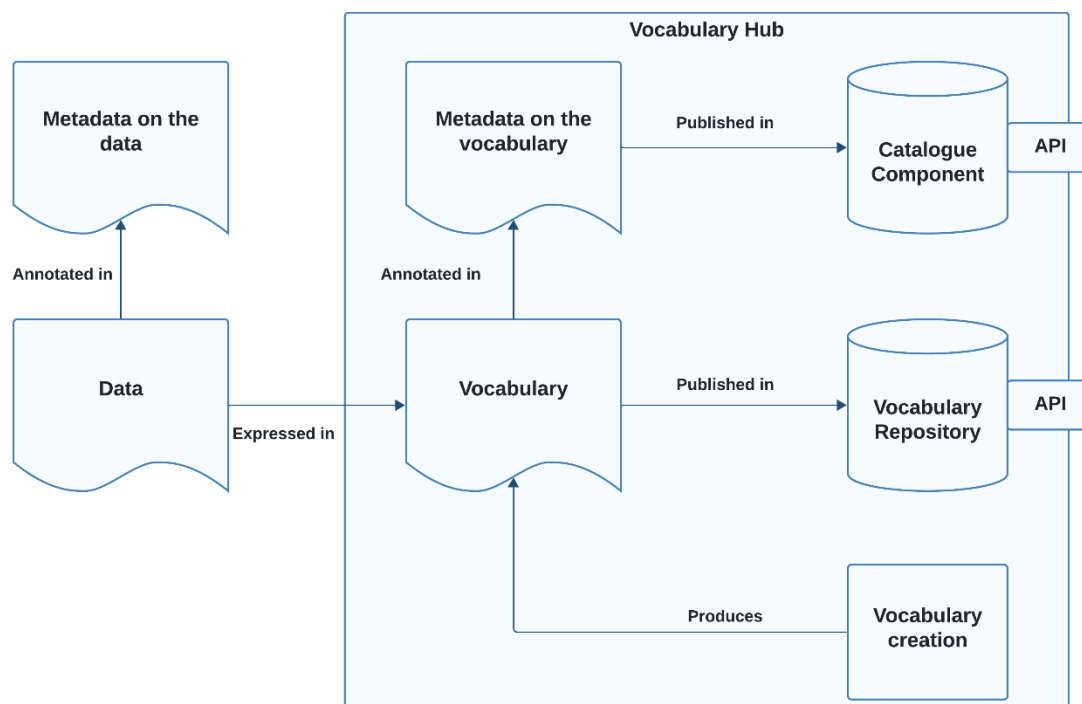 Vocabulary Hub
Metadata on the
data
Metadata on the
vocabulary
Published in
Catalogue
Component
API
Annotated in
Annotated in
Data
Expressed in
Vocabulary
Published in
Vocabulary
Repository
API
Produces
Vocabulary
creation